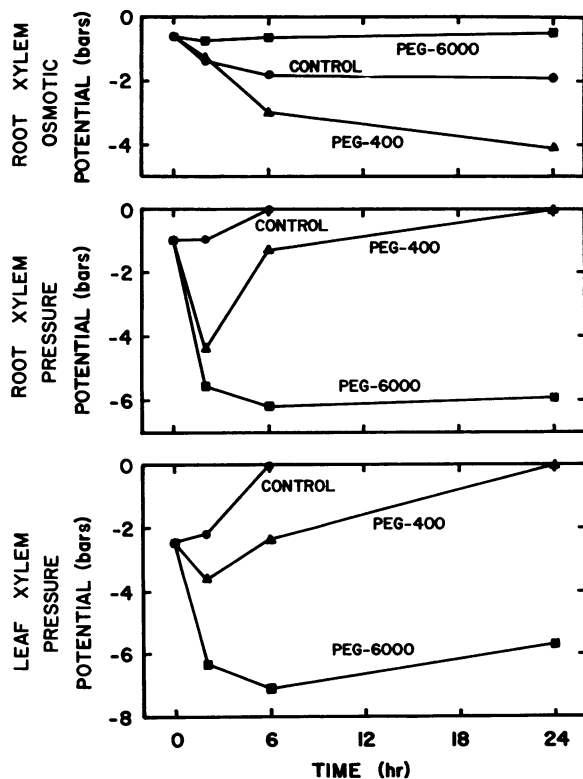 ROOT XYLEM
OSMOTIC
POTENTIAL (bars)
0
-2
-4
PEG-6000
CONTROL
PEG-400
ROOT XYLEM
PRESSURE
POTENTIAL (bars)
0
-2
-4
-6
CONTROL
PEG-400
PEG-6000
LEAF XYLEM
PRESSURE
POTENTIAL (bars)
0
-2
-4
-6
-8
CONTROL
PEG-400
PEG-6000
0 6 12 18 24
TIME (hr)